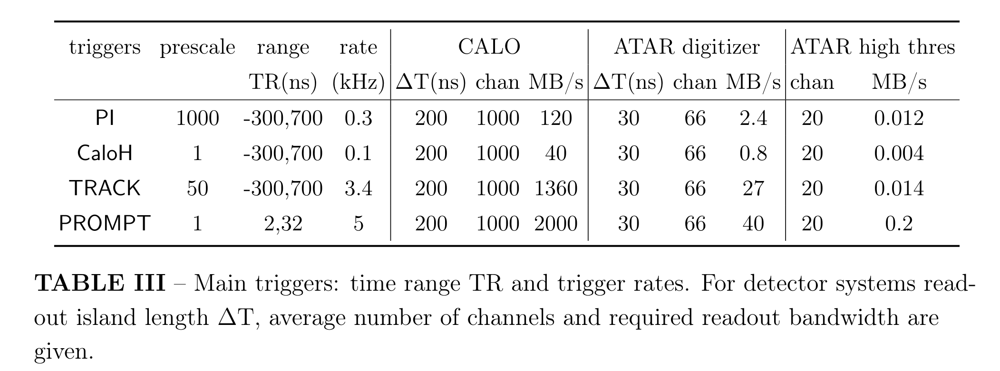 triggers prescale range rate CALO ATAR digitizer ATAR high thres
TR(ns) (kHz) ΔT(ns) chan MB/s ΔT(ns) chan MB/s chan MB/s
PI 1000 -300,700 0.3 200 1000 120 30 66 2.4 20 0.012
CaloH 1 -300,700 0.1 200 1000 40 30 66 0.8 20 0.004
TRACK 50 -300,700 3.4 200 1000 1360 30 66 27 20 0.014
PROMPT 1 2,32 5 200 1000 2000 30 66 40 20 0.2
TABLE III – Main triggers: time range TR and trigger rates. For detector systems read-
out island length ΔT, average number of channels and required readout bandwidth are
given.